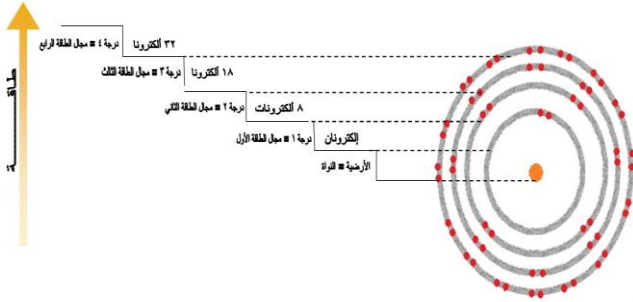 ٣٢ ألكترونا
درجة ٤ = مجال الطاقة الرابع
١٨ ألكترونا
درجة ٣ = مجال الطاقة الثالث
٨ ألكترونات
درجة ٢ = مجال الطاقة الثاني
إلكترونان
درجة ١ = مجال الطاقة الأول
الأرضية = النواة
طاقــــــــة